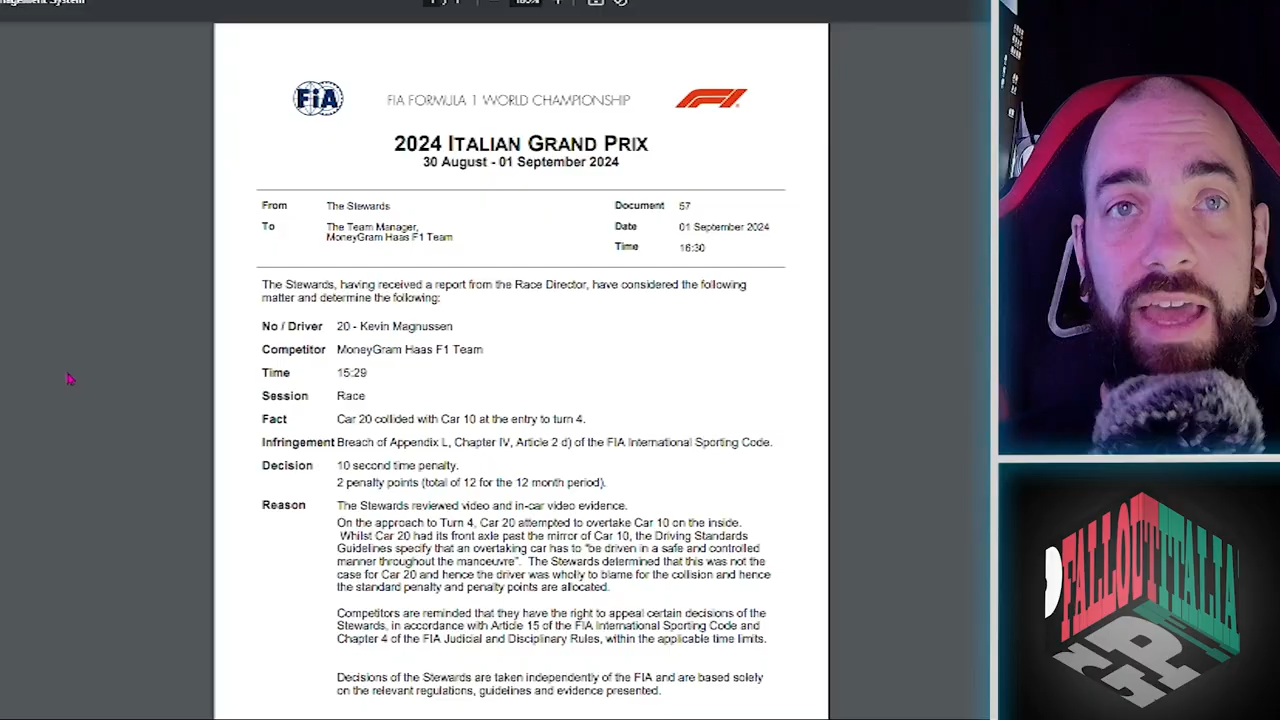 FiA
FIA FORMULA 1 WORLD CHAMPIONSHIP
2024 ITALIAN GRAND PRIX
30 August - 01 September 2024
From The Stewards Document 57
To The Team Manager, Date 01 September 2024
MoneyGram Haas F1 Team
Time 16:30
The Stewards, having received a report from the Race Director, have considered the following
matter and determine the following:
No / Driver 20 - Kevin Magnussen
Competitor MoneyGram Haas F1 Team
Time 15:29
Session Race
Fact Car 20 collided with Car 10 at the entry to turn 4.
Infringement Breach of Appendix L, Chapter IV, Article 2 d) of the FIA International Sporting Code.
Decision 10 second time penalty.
2 penalty points (total of 12 for the 12 month period).
Reason The Stewards reviewed video and in-car video evidence.
On the approach to Turn 4, Car 20 attempted to overtake Car 10 on the inside.
Whilst Car 20 had its front axle past the mirror of Car 10, the Driving Standards
Guidelines specify that an overtaking car has to "be driven in a safe and controlled
manner throughout the manoeuvre". The Stewards determined that this was not the
case for Car 20 and hence the driver was wholly to blame for the collision and hence
the standard penalty and penalty points are allocated.
Competitors are reminded that they have the right to appeal certain decisions of the
Stewards, in accordance with Article 15 of the FIA International Sporting Code and
Chapter 4 of the FIA Judicial and Disciplinary Rules, within the applicable time limits.
Decisions of the Stewards are taken independently of the FIA and are based solely
on the relevant regulations, guidelines and evidence presented.
FALLOUTITALIA